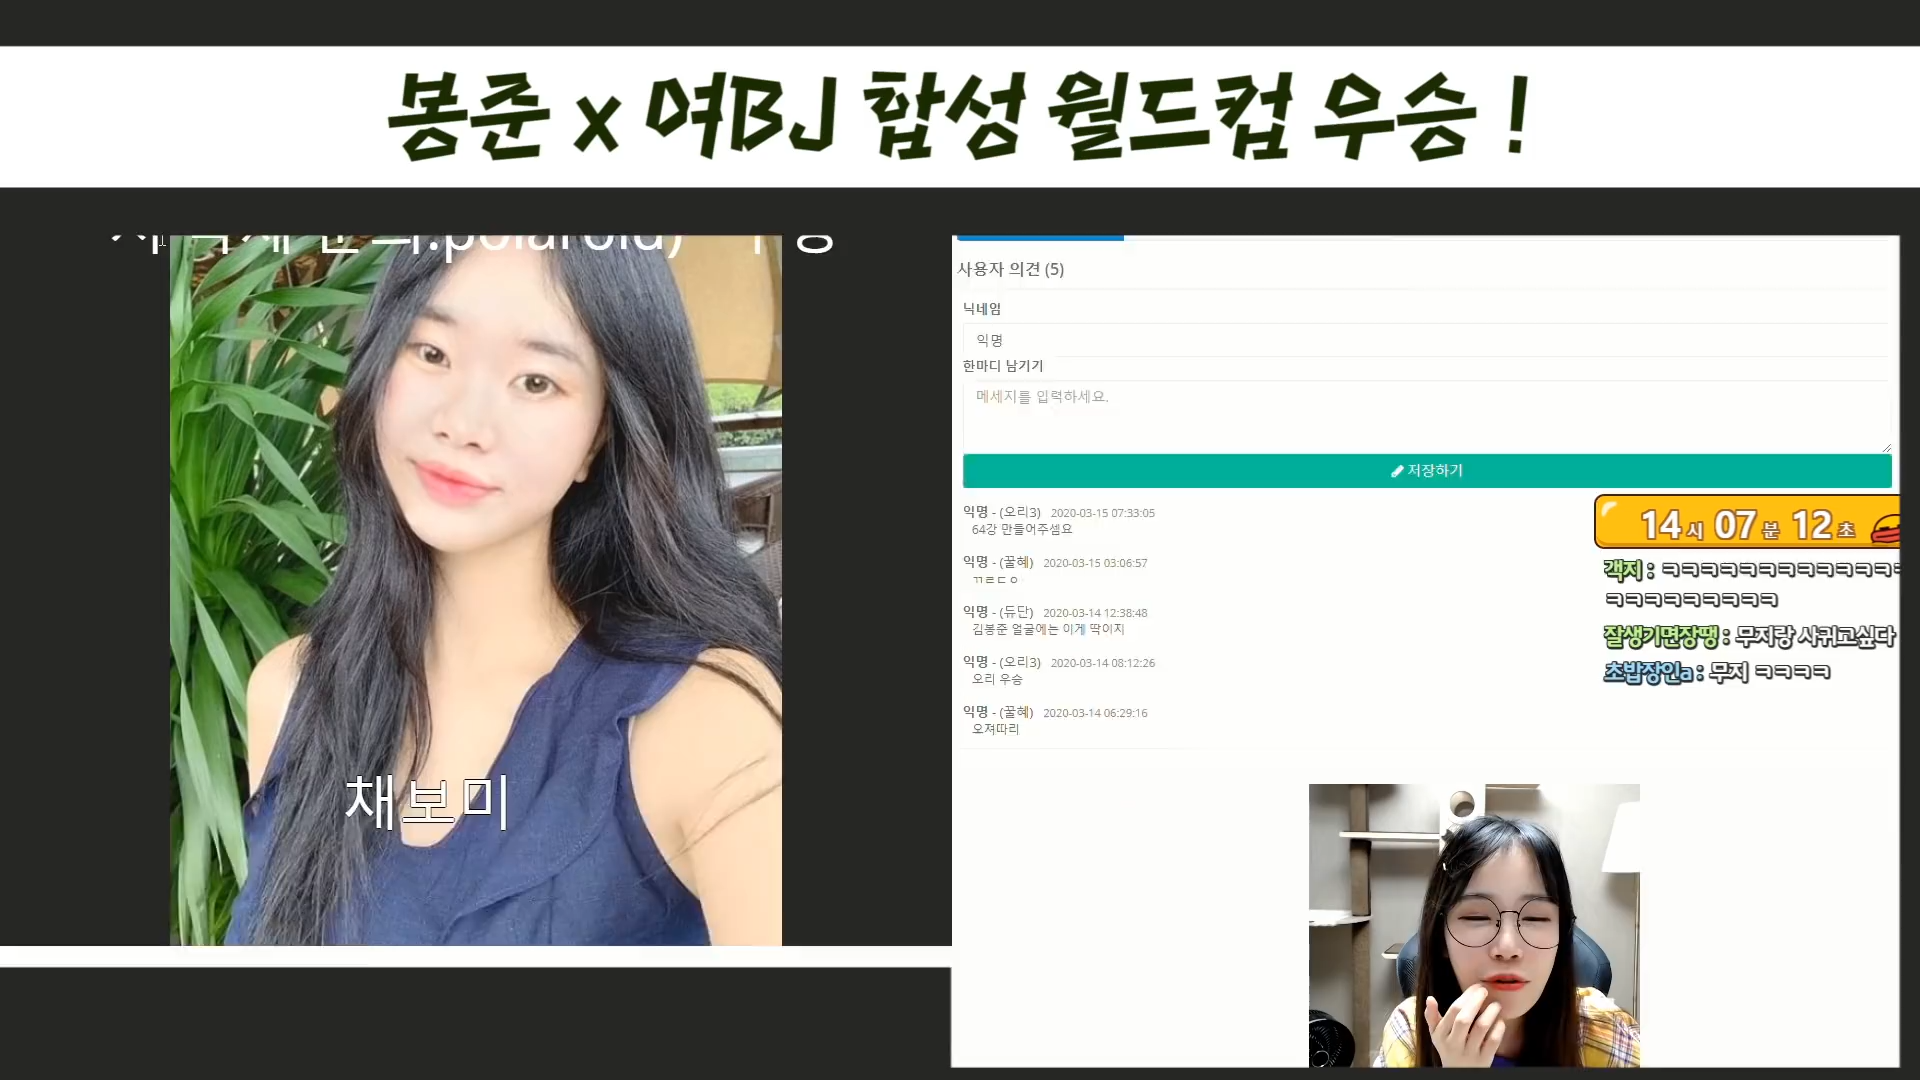 봉준 x 여BJ 합성 월드컵 우승 !
채보미
사용자 의견 (5)
닉네임
익명
한마디 남기기
메세지를 입력하세요.
저장하기
익명 - (오리3) 2020-03-15 07:33:05
64강 만들어주셈요
익명 - (꿀혜) 2020-03-15 03:06:57
ㄲㄹㄷㅇ
익명 - (듀단) 2020-03-14 12:38:48
김봉준 얼굴에는 이게 딱이지
익명 - (오리3) 2020-03-14 08:12:26
오리 우승
익명 - (꿀혜) 2020-03-14 06:29:16
오져따리
14시 07분 12초
객지 : ㅋㅋㅋㅋㅋㅋㅋㅋㅋㅋㅋㅋㅋ
ㅋㅋㅋㅋㅋㅋㅋㅋㅋ
잘생기면장땡 : 무지랑 사귀고싶다
초밥장인a : 무지 ㅋㅋㅋㅋ